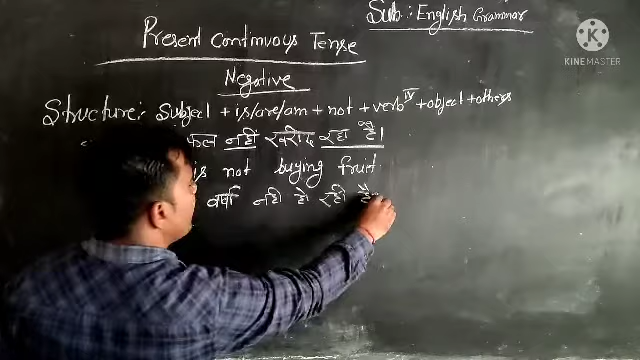 Sub: English Grammar
Present Continuous Tense
Negative
Structure: Subject + is/are/am + not + verb IV + object + others
फल नहीं खरीद रहा है।
is not buying fruit
वर्षा नही हो रही है
KINEMASTER